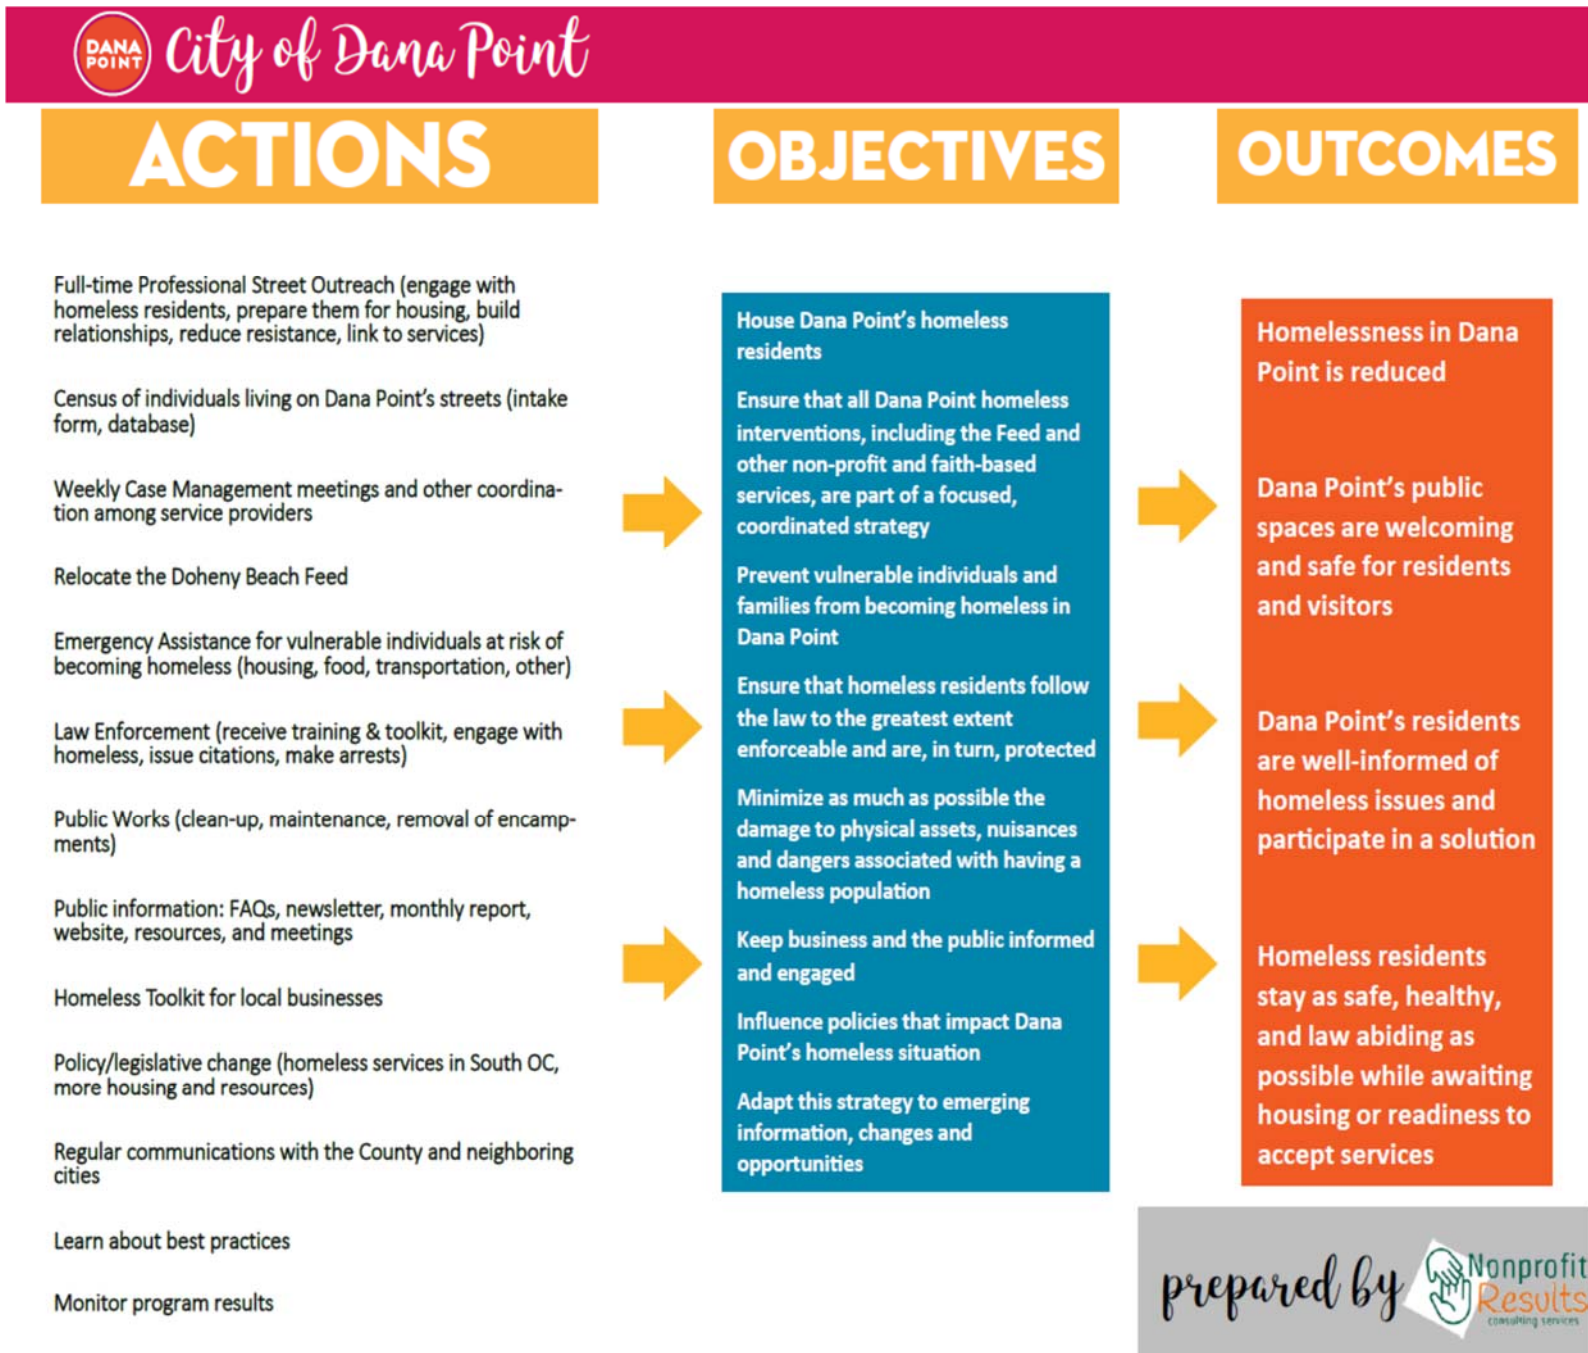 DANA
POINT
City of Dana Point
ACTIONS
OBJECTIVES
OUTCOMES
Full-time Professional Street Outreach (engage with
homeless residents, prepare them for housing, build
relationships, reduce resistance, link to services)
Census of individuals living on Dana Point's streets (intake
form, database)
Weekly Case Management meetings and other coordina-
tion among service providers
Relocate the Doheny Beach Feed
Emergency Assistance for vulnerable individuals at risk of
becoming homeless (housing, food, transportation, other)
Law Enforcement (receive training & toolkit, engage with
homeless, issue citations, make arrests)
Public Works (clean-up, maintenance, removal of encamp-
ments)
Public information: FAQs, newsletter, monthly report,
website, resources, and meetings
Homeless Toolkit for local businesses
Policy/legislative change (homeless services in South OC,
more housing and resources)
Regular communications with the County and neighboring
cities
Learn about best practices
Monitor program results
House Dana Point's homeless
residents
Ensure that all Dana Point homeless
interventions, including the Feed and
other non-profit and faith-based
services, are part of a focused,
coordinated strategy
Prevent vulnerable individuals and
families from becoming homeless in
Dana Point
Ensure that homeless residents follow
the law to the greatest extent
enforceable and are, in turn, protected
Minimize as much as possible the
damage to physical assets, nuisances
and dangers associated with having a
homeless population
Keep business and the public informed
and engaged
Influence policies that impact Dana
Point's homeless situation
Adapt this strategy to emerging
information, changes and
opportunities
Homelessness in Dana
Point is reduced
Dana Point's public
spaces are welcoming
and safe for residents
and visitors
Dana Point's residents
are well-informed of
homeless issues and
participate in a solution
Homeless residents
stay as safe, healthy,
and law abiding as
possible while awaiting
housing or readiness to
accept services
prepared by
Nonprofit
Results
consulting services